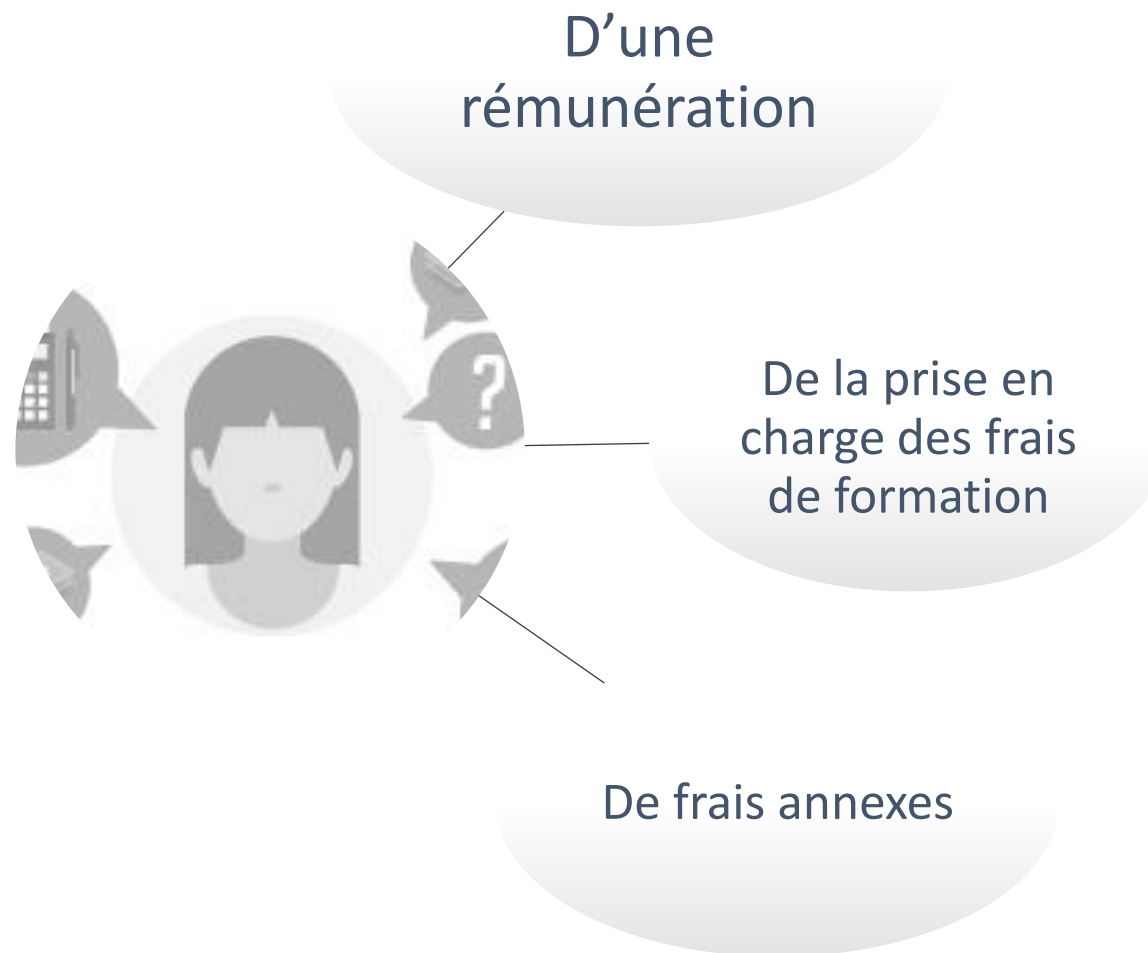 D’une
rémunération
?
De la prise en
charge des frais
de formation
De frais annexes